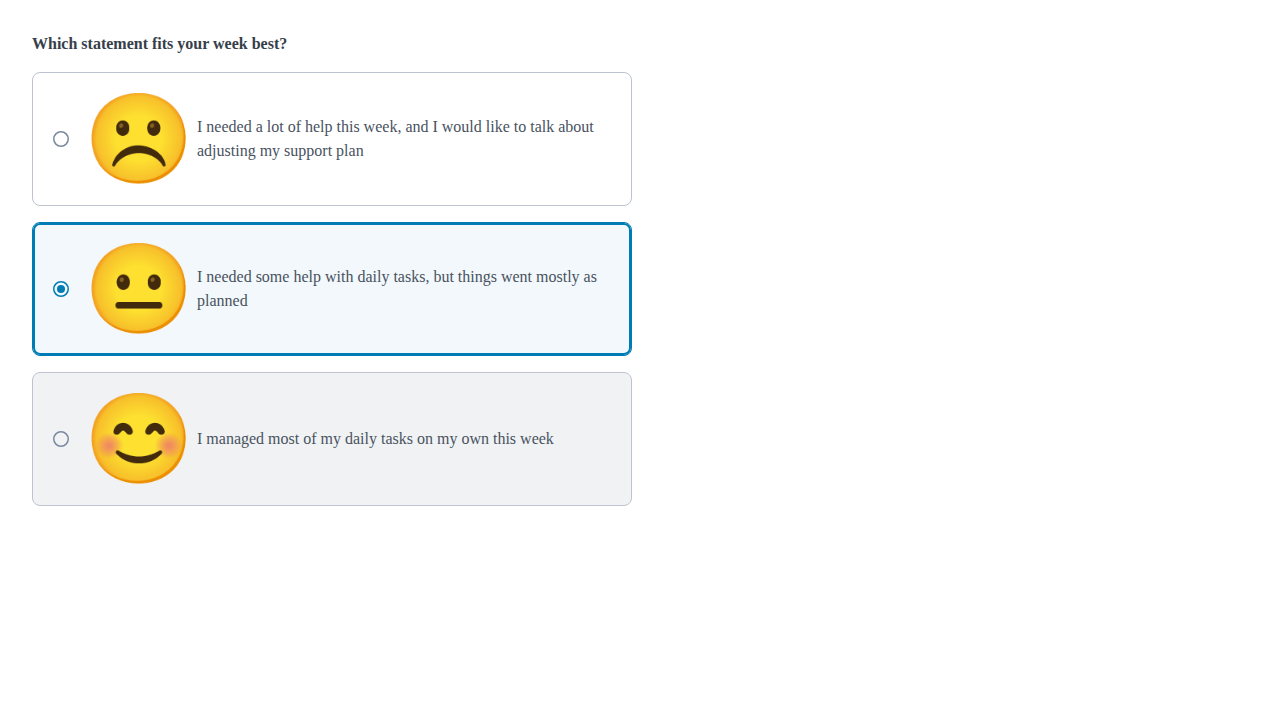 Which statement fits your week best?
I needed a lot of help this week, and I would like to talk about
adjusting my support plan
I needed some help with daily tasks, but things went mostly as
planned
I managed most of my daily tasks on my own this week